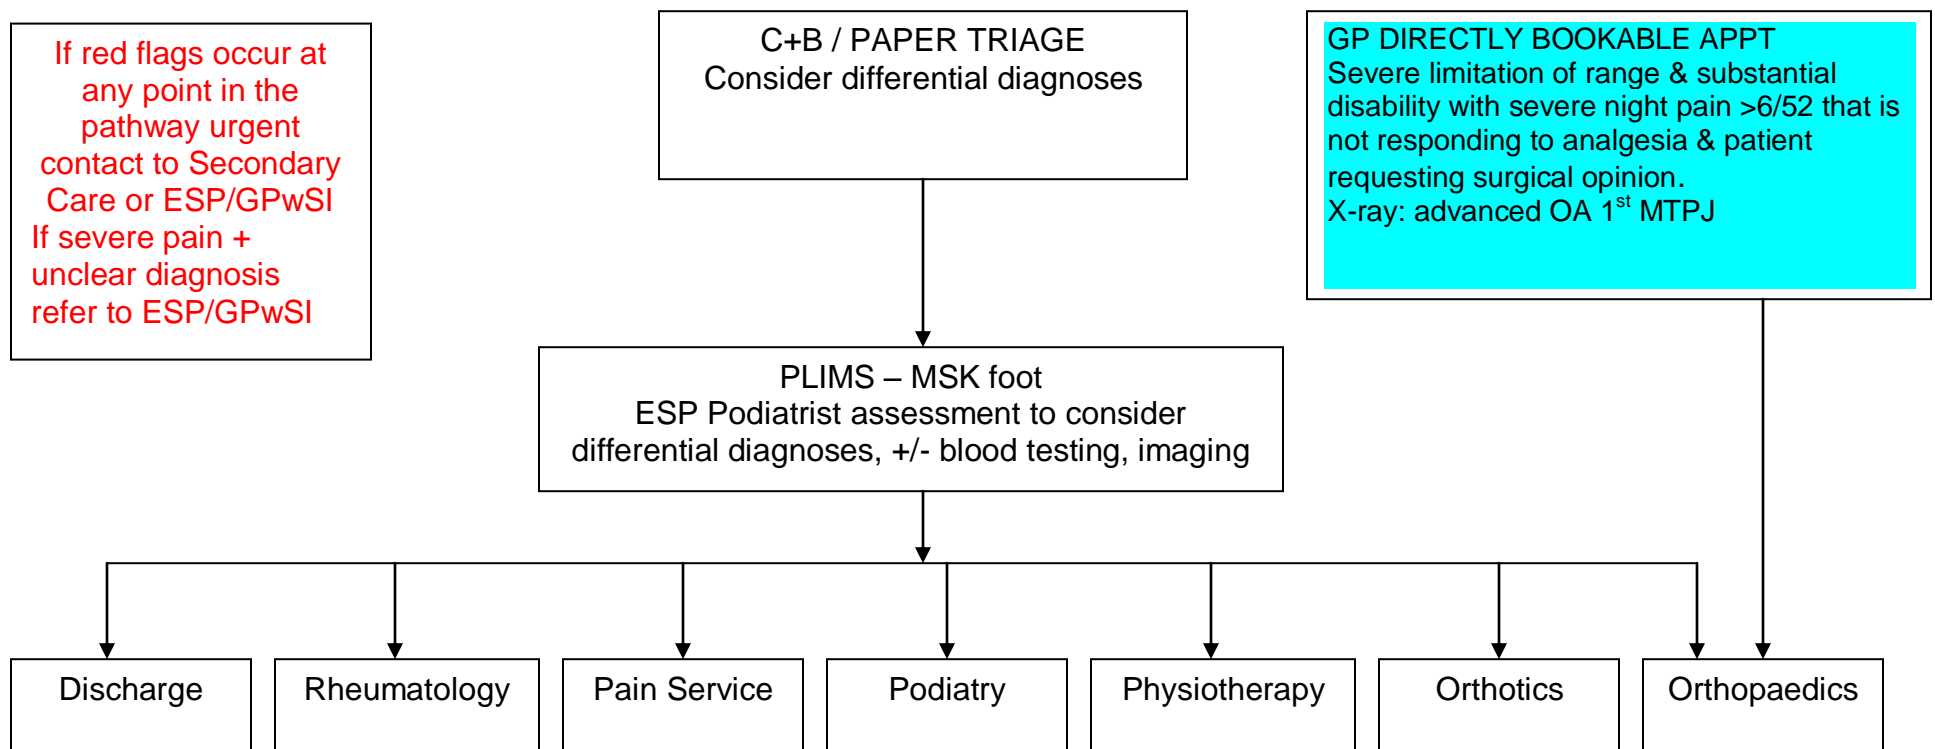 If red flags occur at
any point in the
pathway urgent
contact to Secondary
Care or ESP/GPwSI
If severe pain +
unclear diagnosis
refer to ESP/GPwSI
C+B / PAPER TRIAGE
Consider differential diagnoses
GP DIRECTLY BOOKABLE APPT
Severe limitation of range & substantial
disability with severe night pain >6/52 that is
not responding to analgesia & patient
requesting surgical opinion.
X-ray: advanced OA 1st MTPJ
PLIMS – MSK foot
ESP Podiatrist assessment to consider
differential diagnoses, +/- blood testing, imaging
Discharge
Rheumatology
Pain Service
Podiatry
Physiotherapy
Orthotics
Orthopaedics